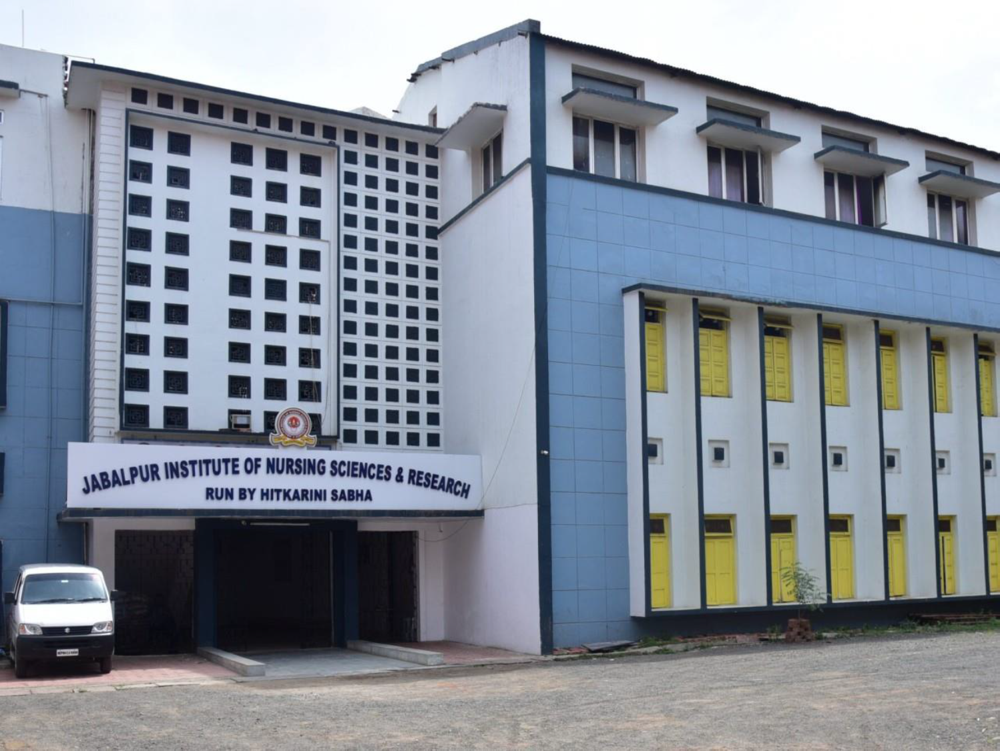 JABALPUR INSTITUTE OF NURSING SCIENCES & RESEARCH
RUN BY HITKARINI SABHA